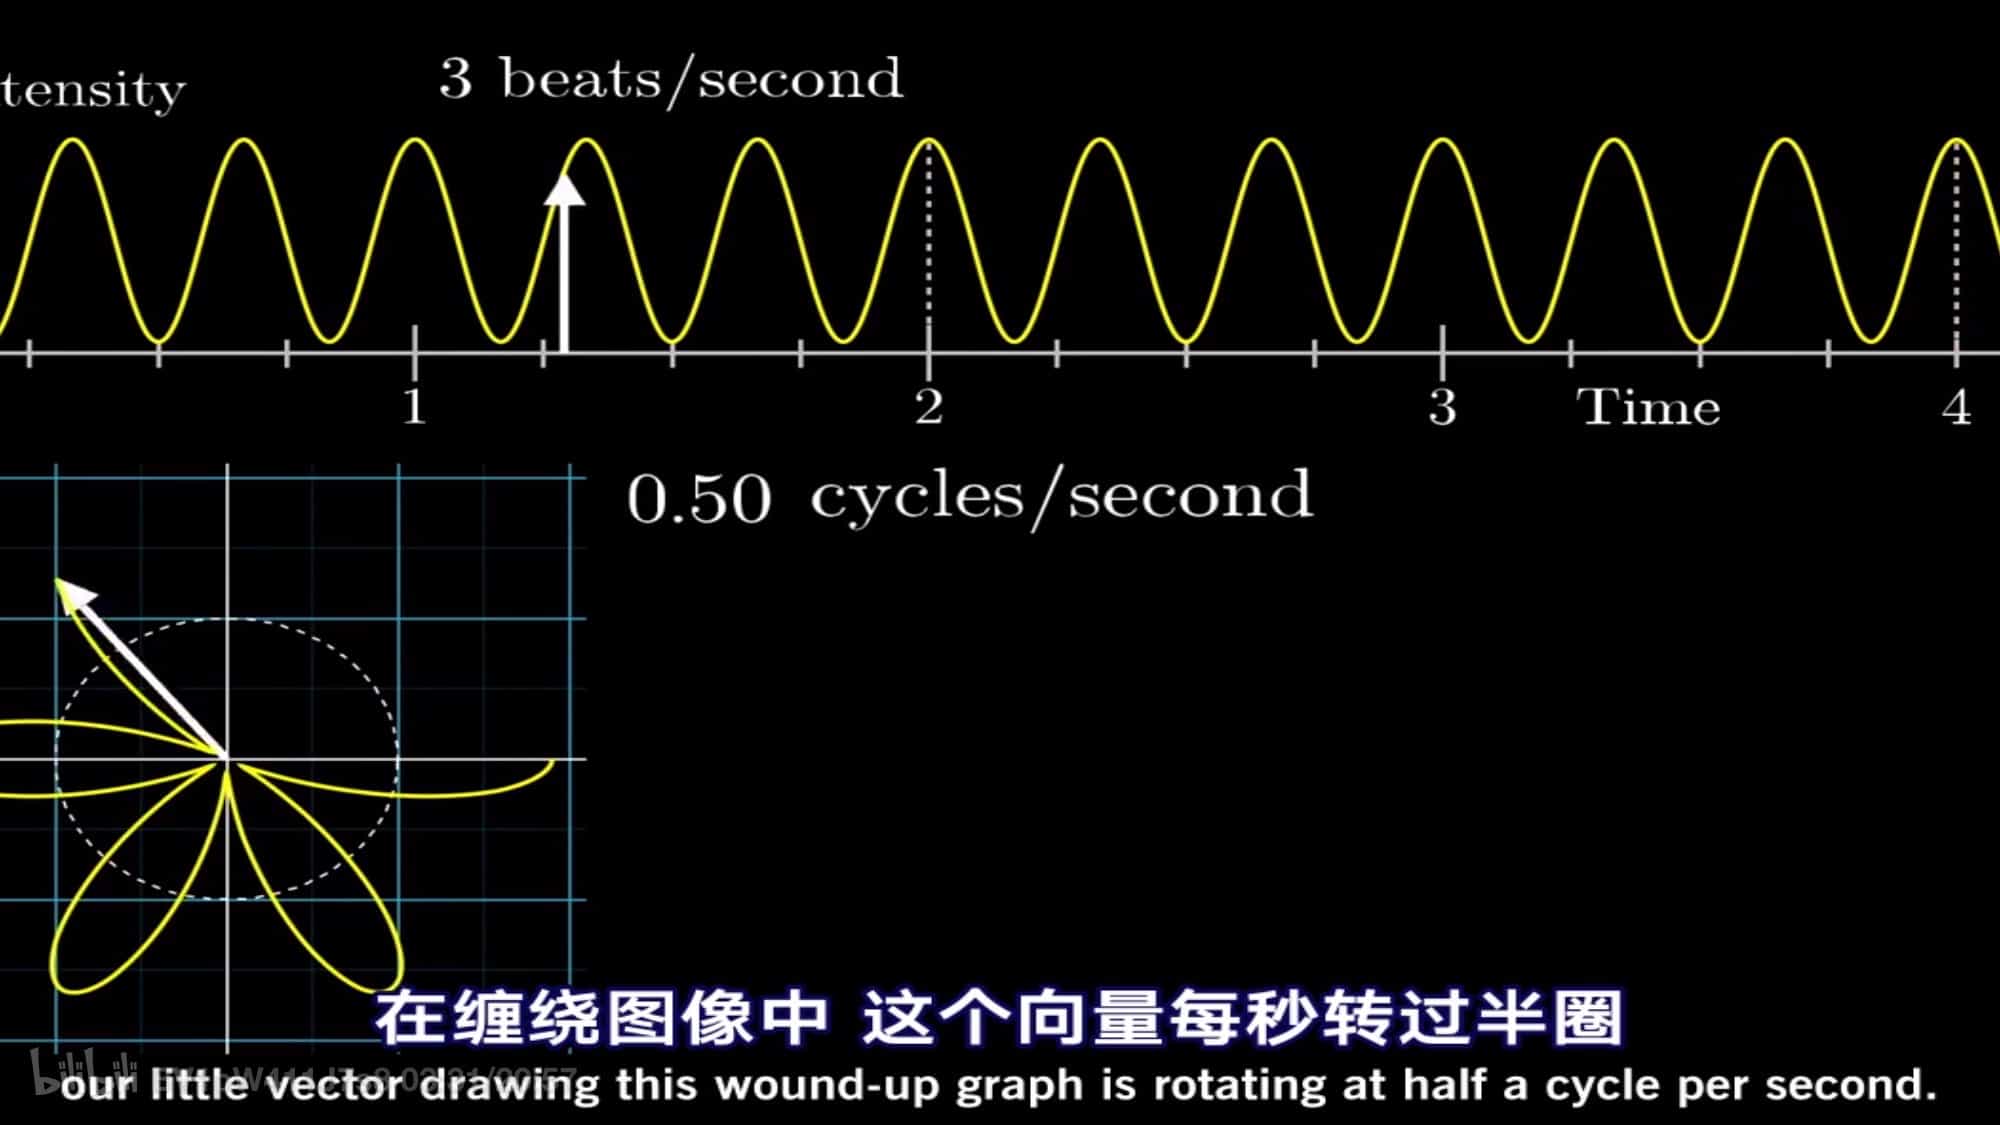 tensity
3 beats/second
1
2
3
Time
4
0.50 cycles/second
在缠绕图像中 这个向量每秒转过半圈
bilibili
our little vector drawing this wound-up graph is rotating at half a cycle per second.